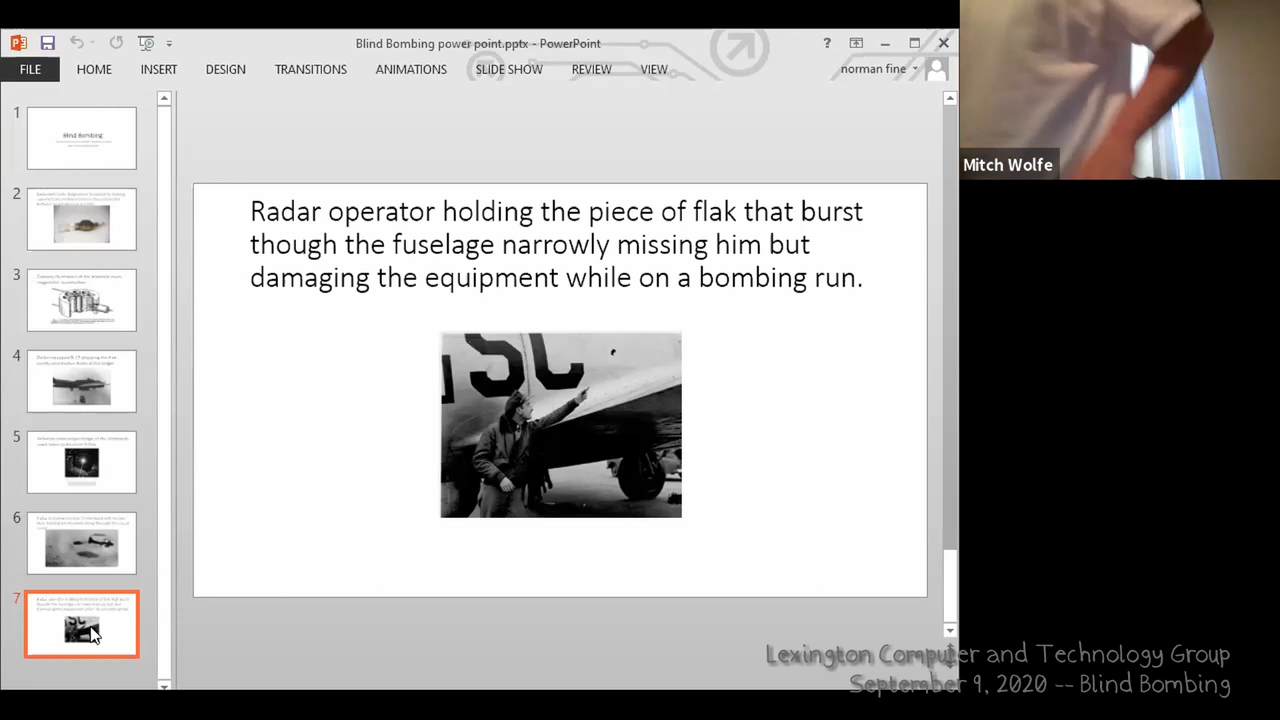 Blind Bombing power point.pptx - PowerPoint
?
FILE HOME INSERT DESIGN TRANSITIONS ANIMATIONS SLIDE SHOW REVIEW VIEW
norman fine
Mitch Wolfe
1
Blind Bombing
2
3
4
5
6
7
Radar operator holding the piece of flak that burst
though the fuselage narrowly missing him but
damaging the equipment while on a bombing run.
SC
Lexington Computer and Technology Group
September 9, 2020 -- Blind Bombing